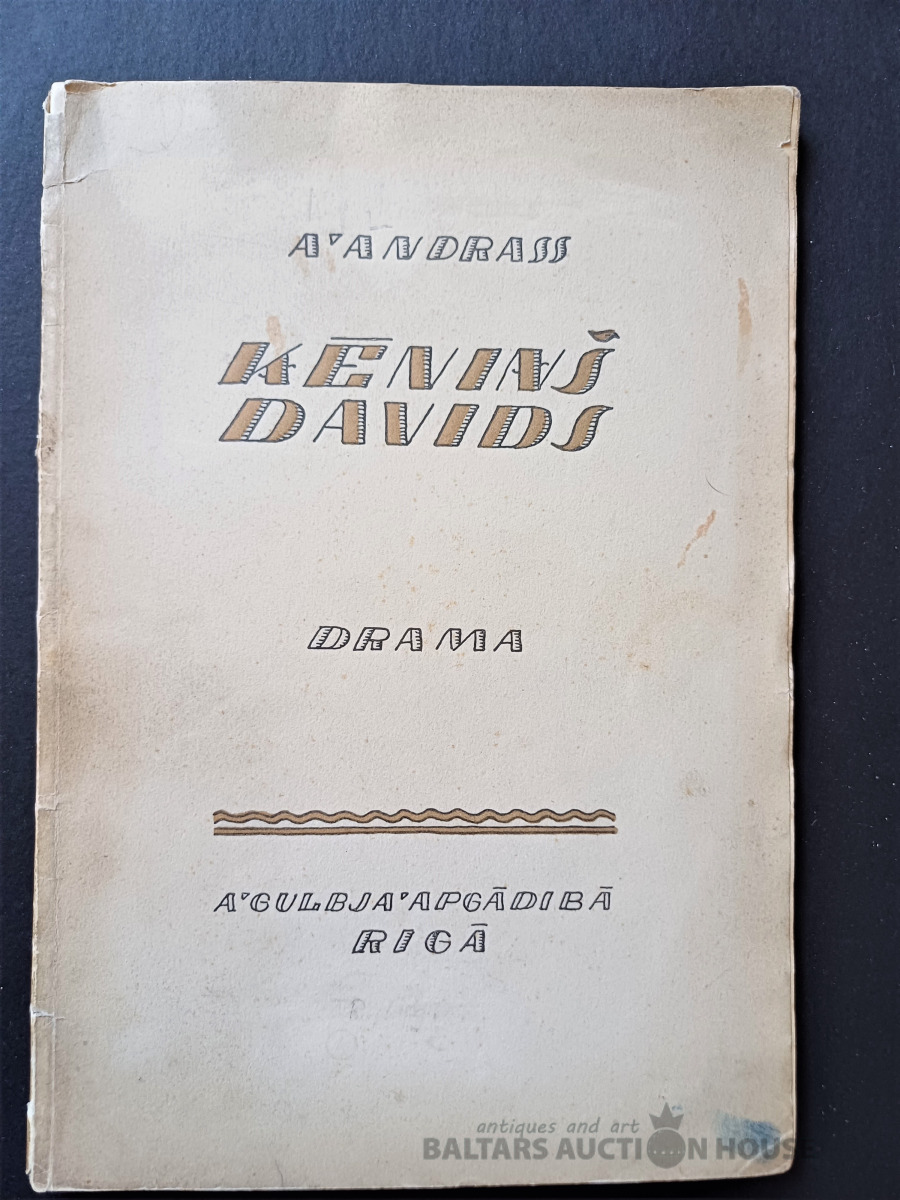 A'ANDRASS
ĶĒNIŅŠ
DAVIDS
DRAMA
A'GULBJA'APGĀDIBĀ
RIGĀ
antiques and art
BALTARS AUCTION HOUSE